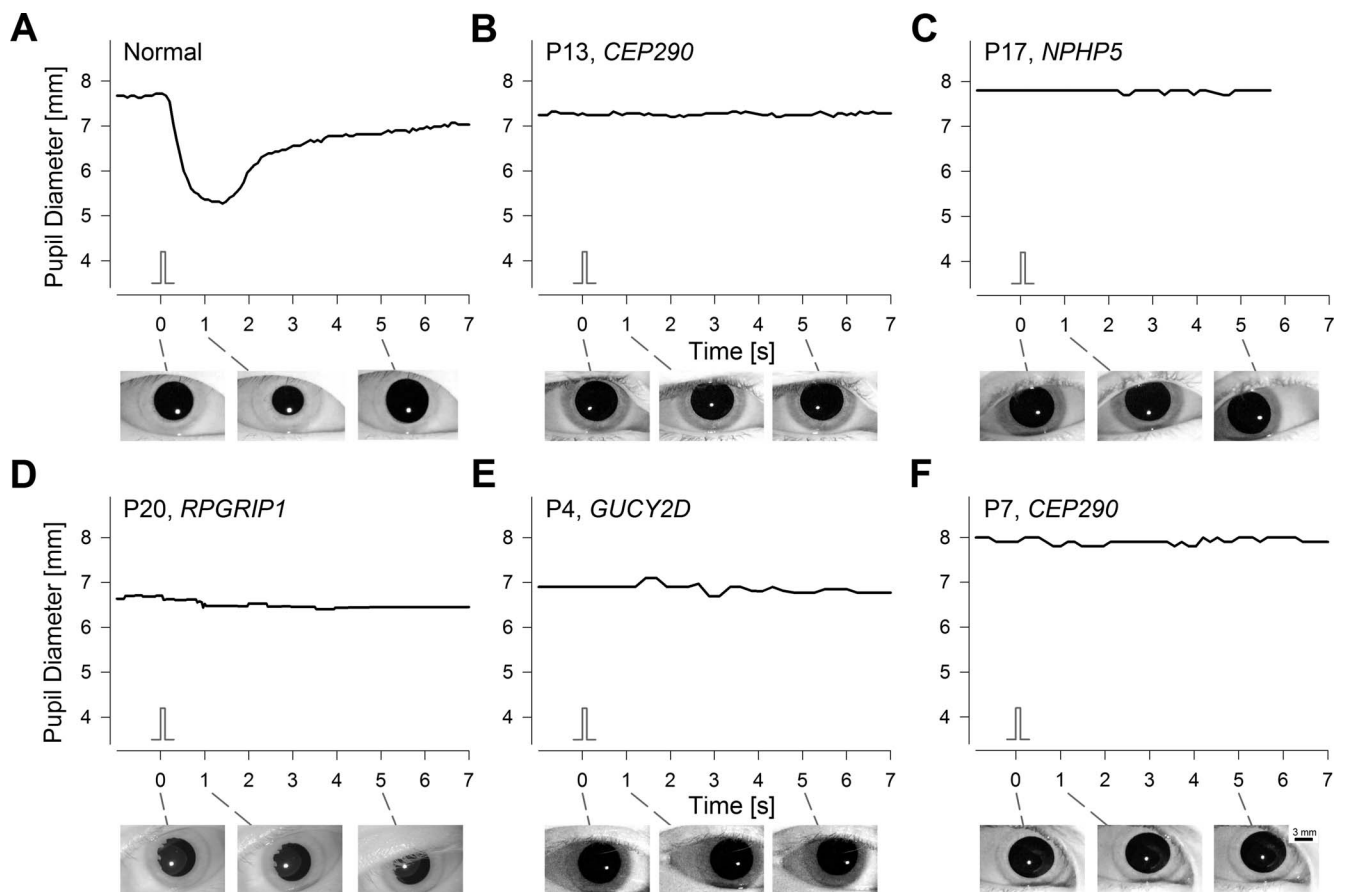 A
Normal
Pupil Diameter [mm]
8
7
6
5
4
0 1 2 3 4 5 6 7
B
P13, CEP290
8
7
6
5
4
0 1 2 3 4 5 6 7
Time [s]
C
P17, NPHP5
8
7
6
5
4
0 1 2 3 4 5 6 7
D
P20, RPGRIP1
Pupil Diameter [mm]
8
7
6
5
4
0 1 2 3 4 5 6 7
E
P4, GUCY2D
8
7
6
5
4
0 1 2 3 4 5 6 7
Time [s]
F
P7, CEP290
8
7
6
5
4
0 1 2 3 4 5 6 7
3 mm